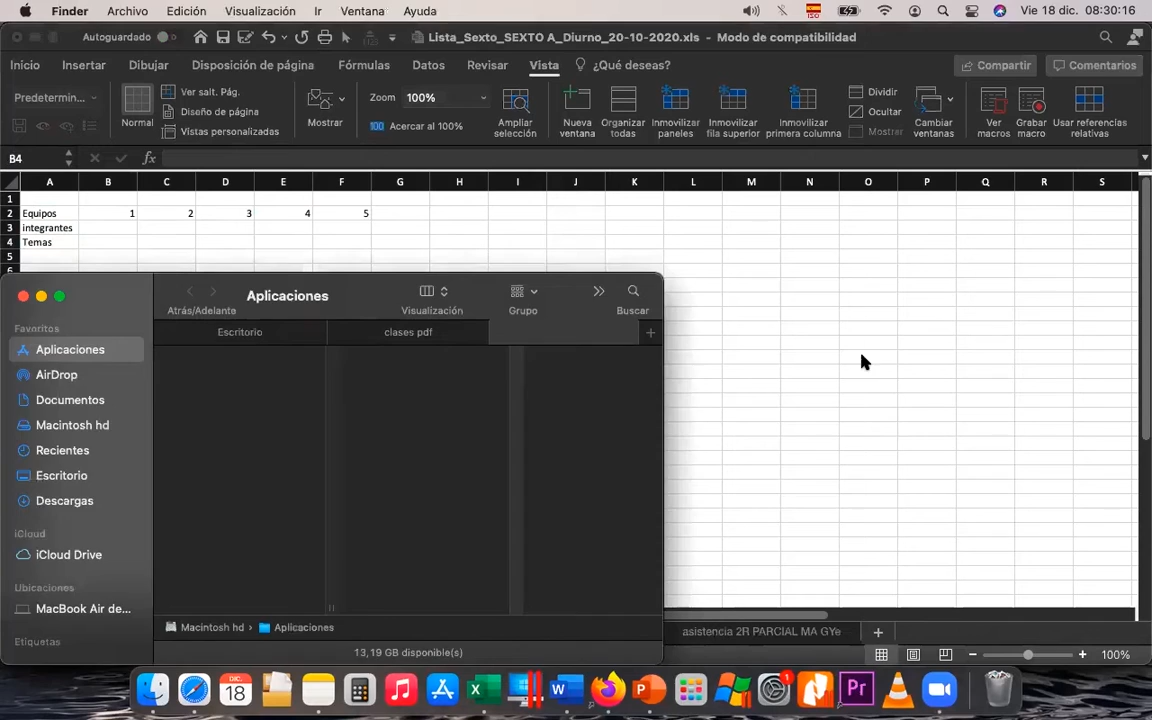 Finder Archivo Edición Visualización Ir Ventana Ayuda ISO Vie 18 dic. 08:30:16
Autoguardado Lista_Sexto_SEXTO A_Diurno_20-10-2020.xls - Modo de compatibilidad
Inicio Insertar Dibujar Disposición de página Fórmulas Datos Revisar Vista ¿Qué deseas? Compartir Comentarios
Predetermin... Normal Ver salt. Pág. Diseño de página Vistas personalizadas Mostrar Zoom 100% Acercar al 100% Ampliar selección Nueva ventana Organizar todas Inmovilizar paneles Inmovilizar fila superior Inmovilizar primera columna Dividir Ocultar Mostrar Cambiar ventanas Ver macros Grabar macro Usar referencias relativas
B4 fx
A B C D E F G H I J K L M N O P Q R S
1
2 Equipos 1 2 3 4 5
3 integrantes
4 Temas
5
6
Aplicaciones
Atrás/Adelante Visualización Grupo Buscar
Escritorio clases pdf +
Favoritos
Aplicaciones
AirDrop
Documentos
Macintosh hd
Recientes
Escritorio
Descargas
iCloud
iCloud Drive
Ubicaciones
MacBook Air de...
Etiquetas
Macintosh hd › Aplicaciones
13,19 GB disponible(s)
asistencia 2R PARCIAL MA GYe +
100%
DIC. 18 1 Pr